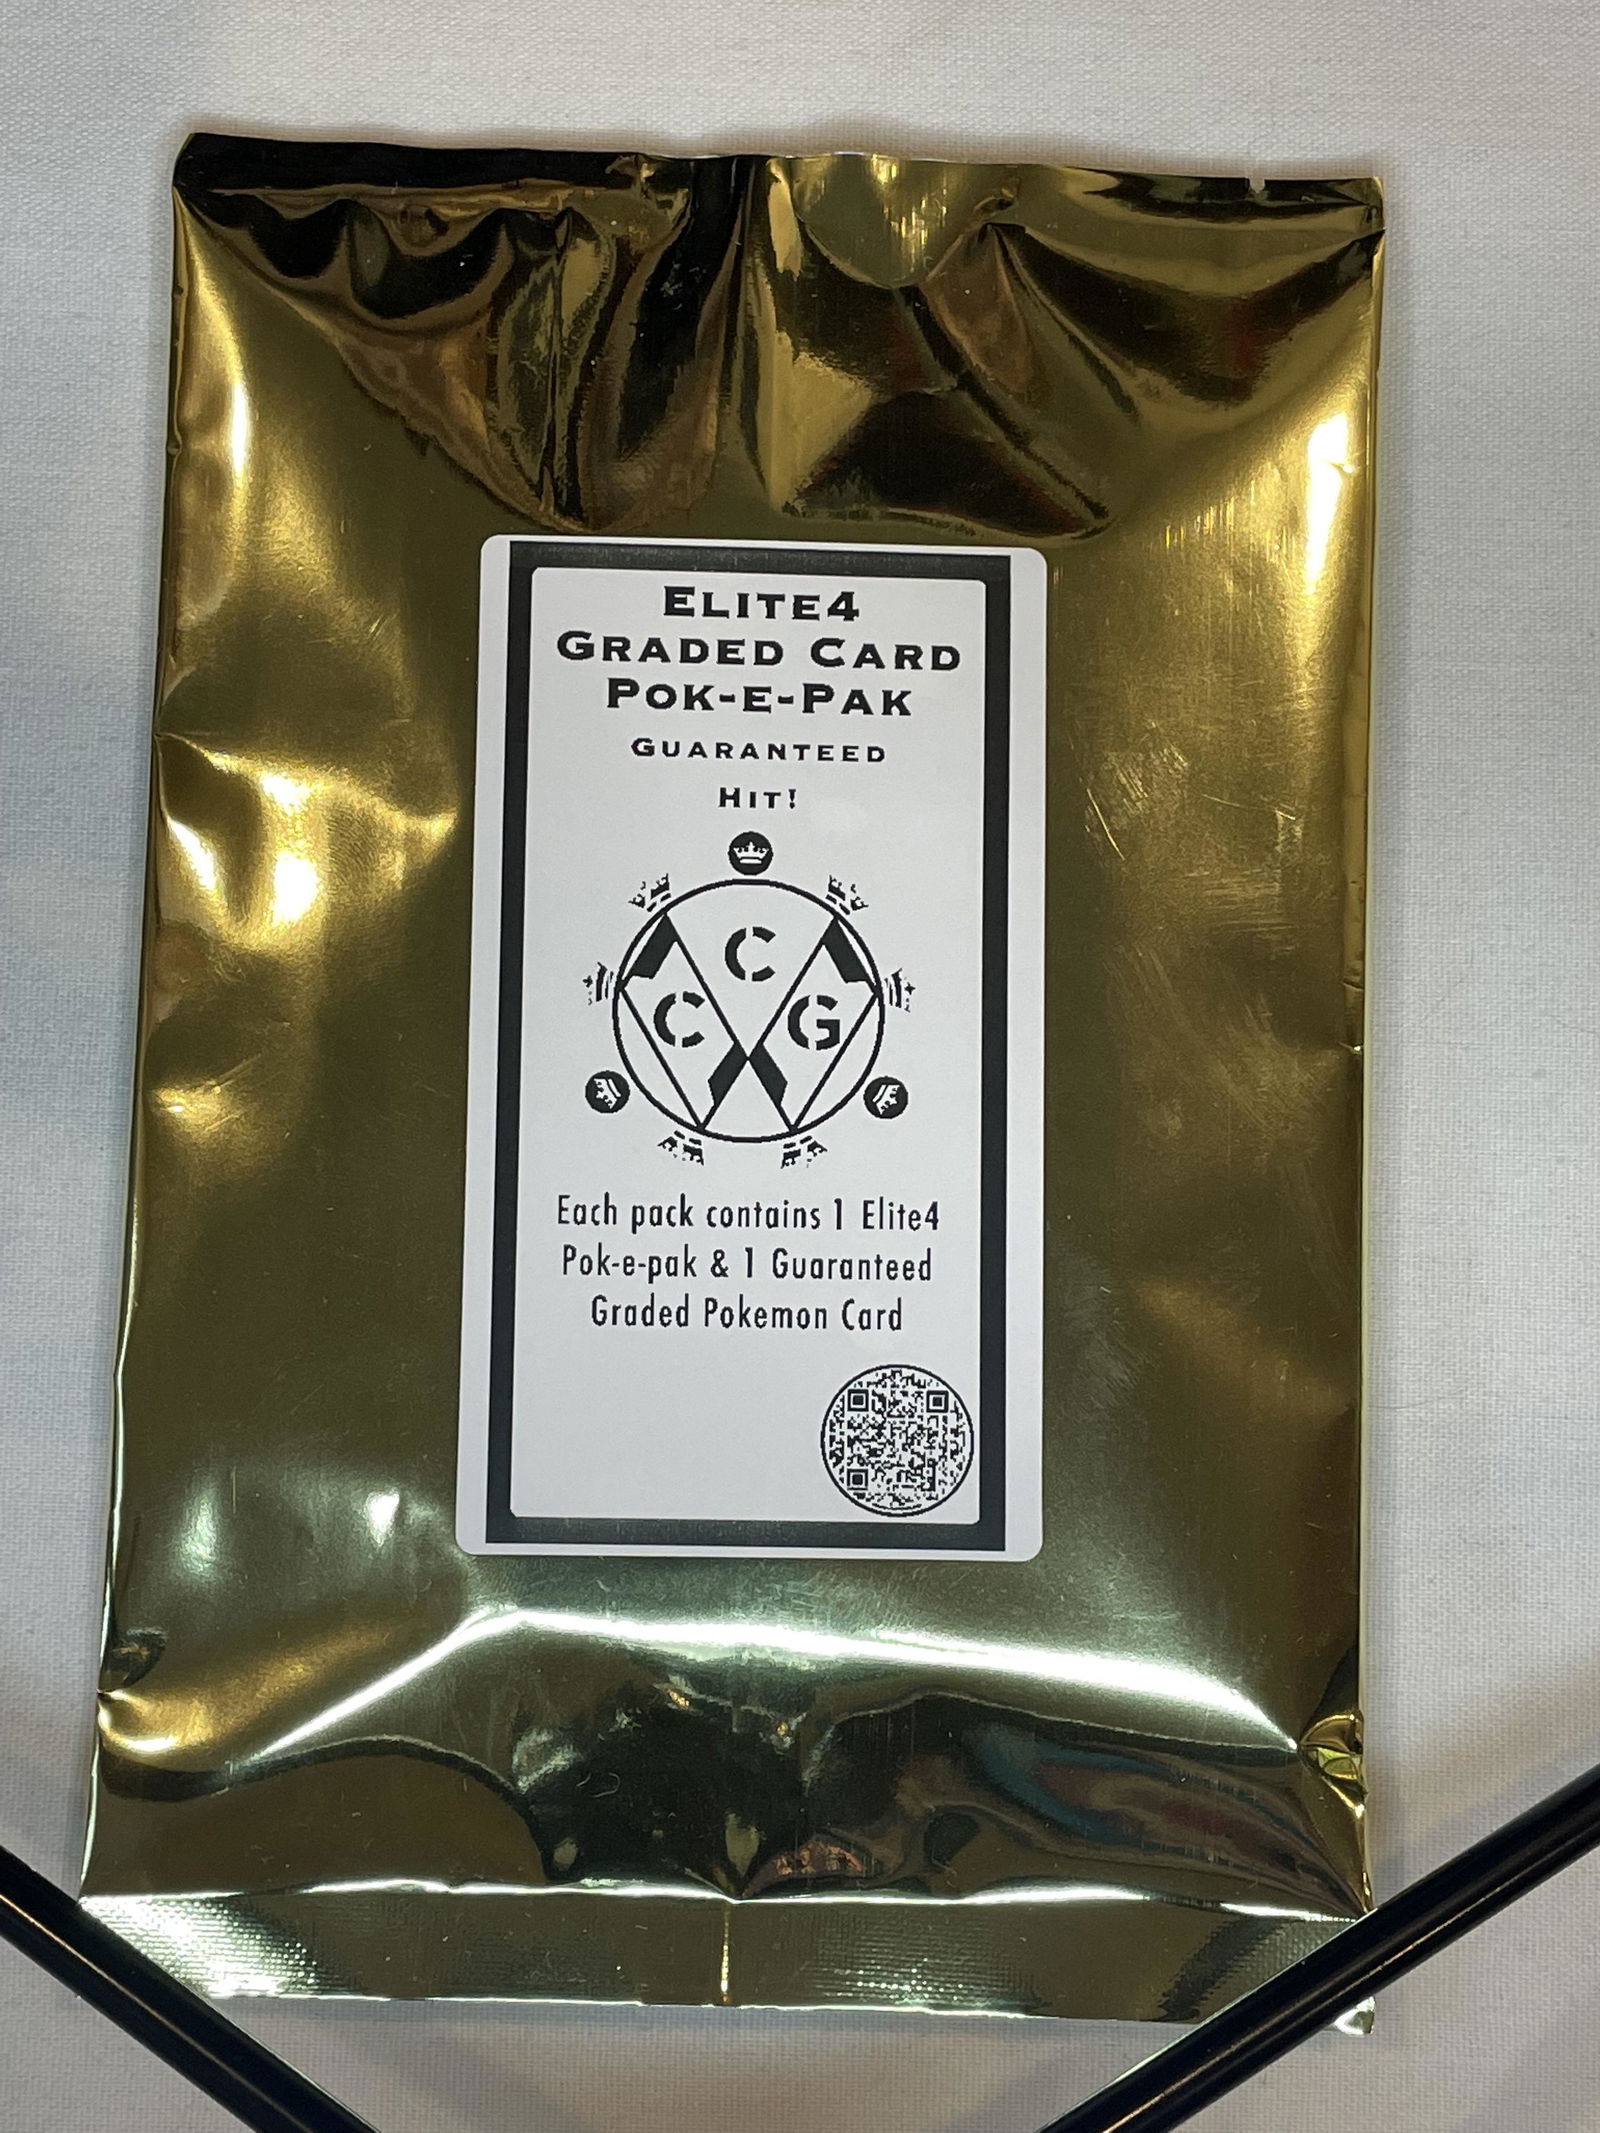 Elite4
Graded Card
Pok-e-Pak
Guaranteed
Hit!
C
C G
Each pack contains 1 Elite4
Pok-e-pak & 1 Guaranteed
Graded Pokemon Card